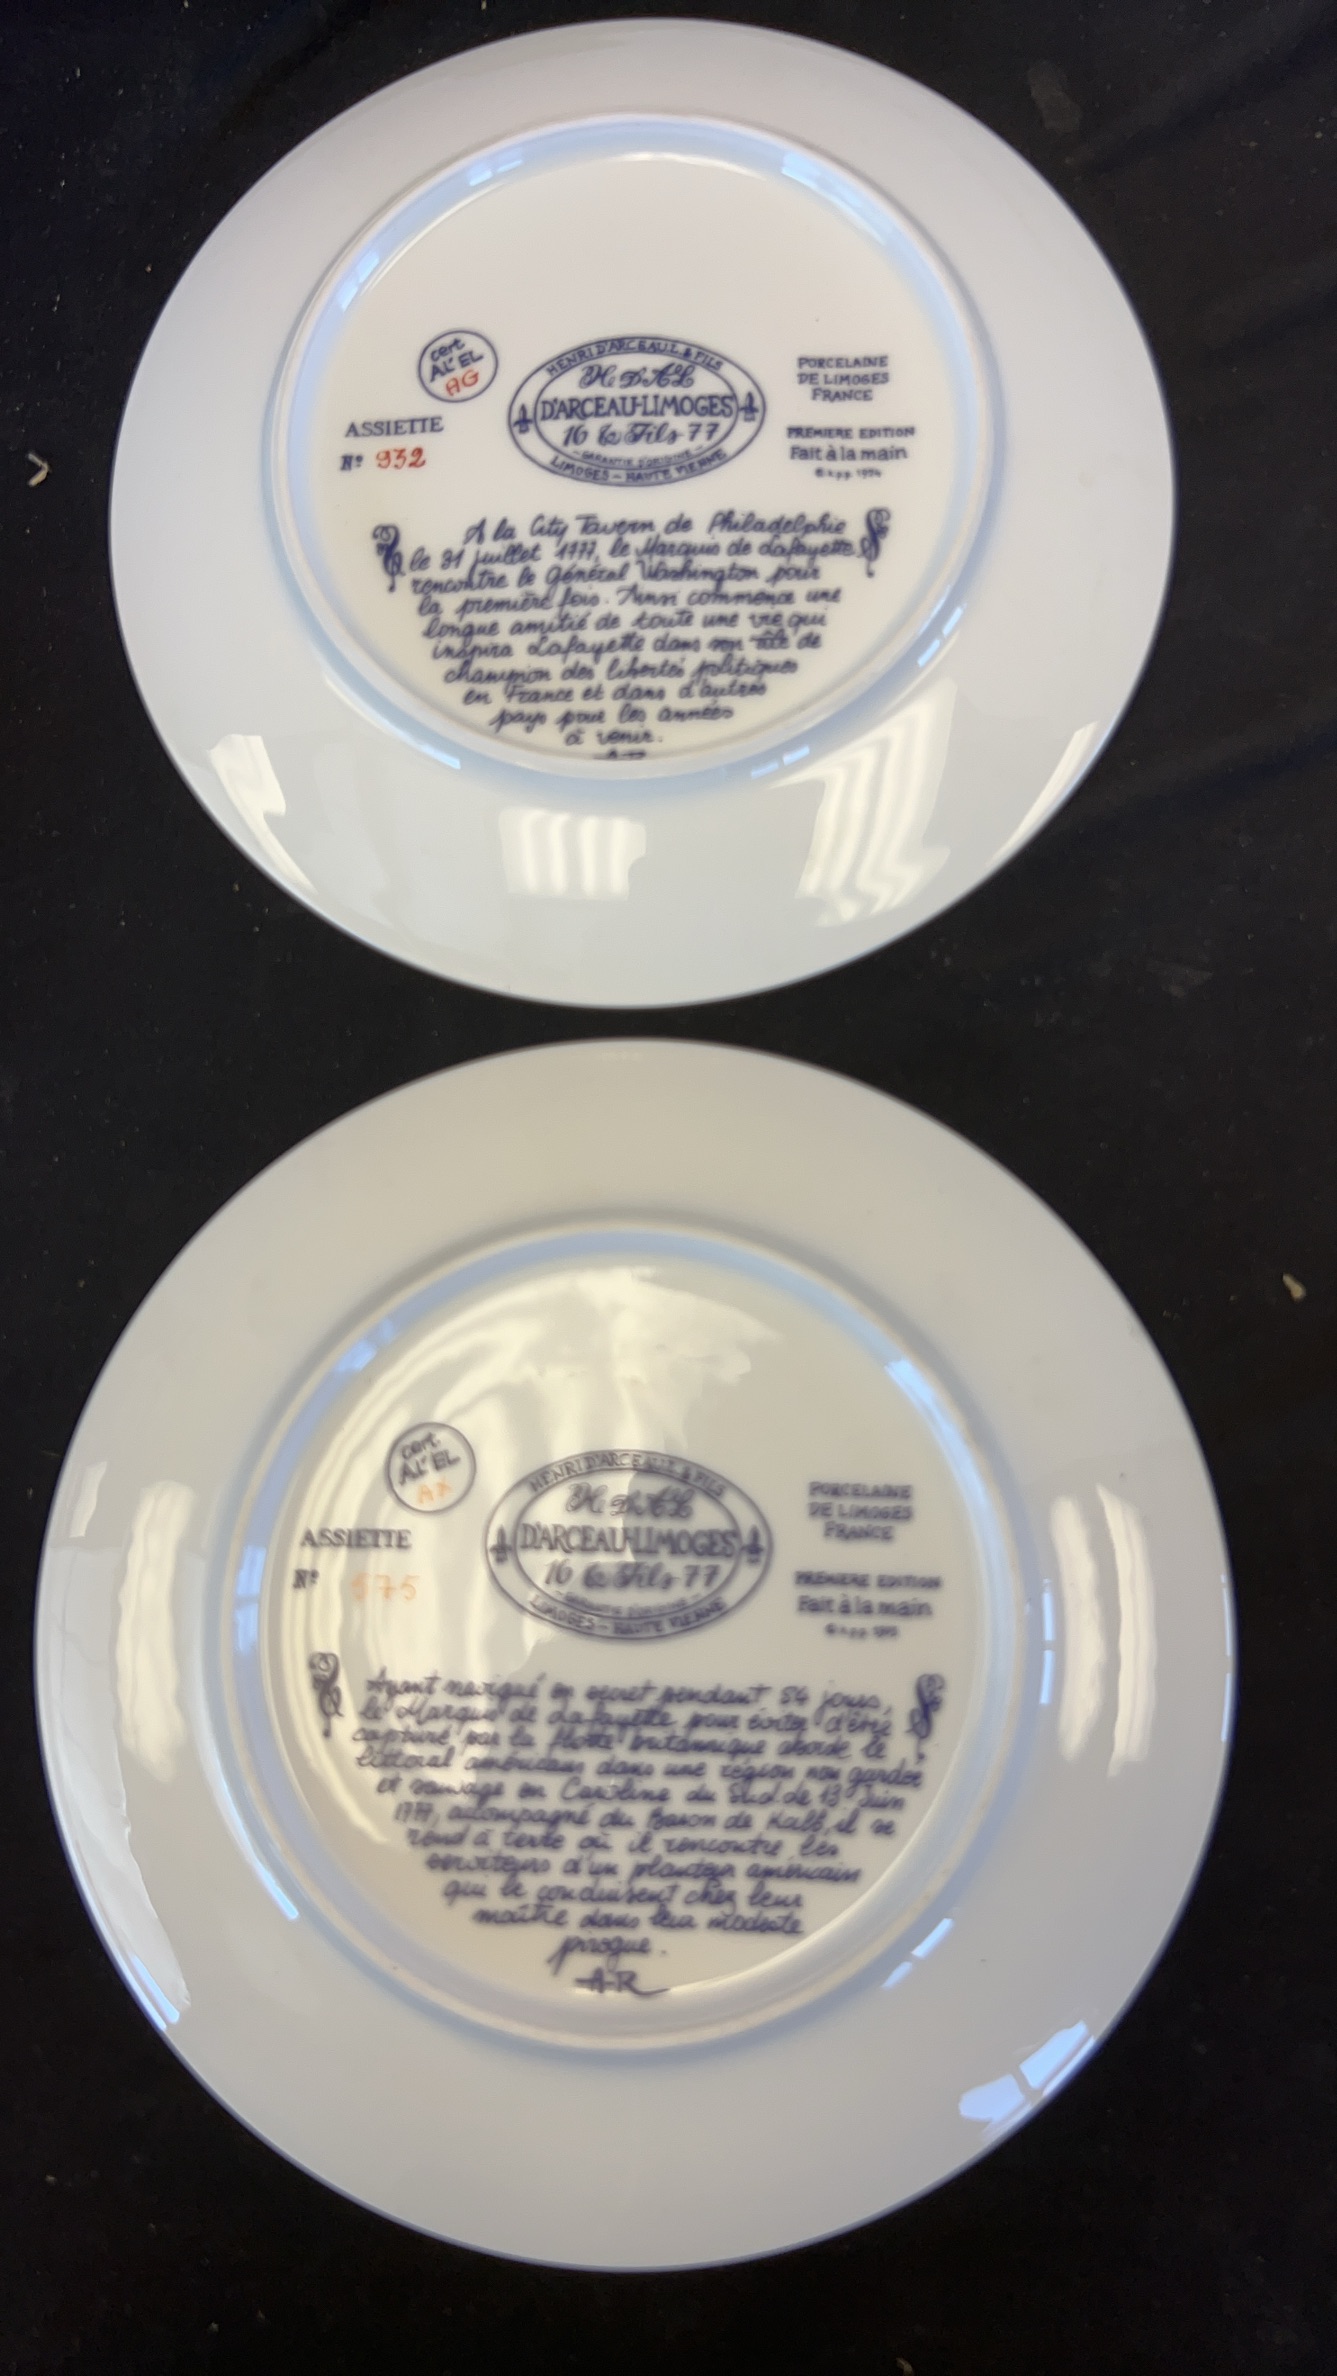 cert.
AL' EL
AG
ASSIETTE
Nº 932
HENRI D'ARCEAU & FILS
H. D'A & L
D'ARCEAU-LIMOGES
16 & Fils 77
GARANTIE D'ORIGINE
LIMOGES - HAUTE VIENNE
PORCELAINE
DE LIMOGES
FRANCE
PREMIERE EDITION
Fait à la main
1974
A la City Tavern de Philadelphie
le 31 juillet 1777, le Marquis de Lafayette
rencontre le Général Washington pour
la première fois. Ainsi commence une
longue amitié de toute une vie qui
inspira Lafayette dans son rôle de
champion des libertés politiques
en France et dans d'autres
pays pour les années
à venir.
A-R
cert.
AL' EL
ASSIETTE
Nº 575
HENRI D'ARCEAU & FILS
D'ARCEAU-LIMOGES
16 & Fils 77
GARANTIE D'ORIGINE
LIMOGES - HAUTE VIENNE
PORCELAINE
DE LIMOGES
FRANCE
PREMIERE EDITION
Fait à la main
Ayant navigué en secret pendant 54 jours,
le Marquis de Lafayette pour éviter d'être
capturé par la flotte britannique aborde le
littoral américain dans une région non gardée
et sauvage en Caroline du Sud. Le 13 Juin
1777, accompagné du Baron de Kalb, il se
rend à terre où il rencontre les
serviteurs d'un planteur américain
qui le conduisent chez leur
maître dans leur modeste
pirogue.
A-R